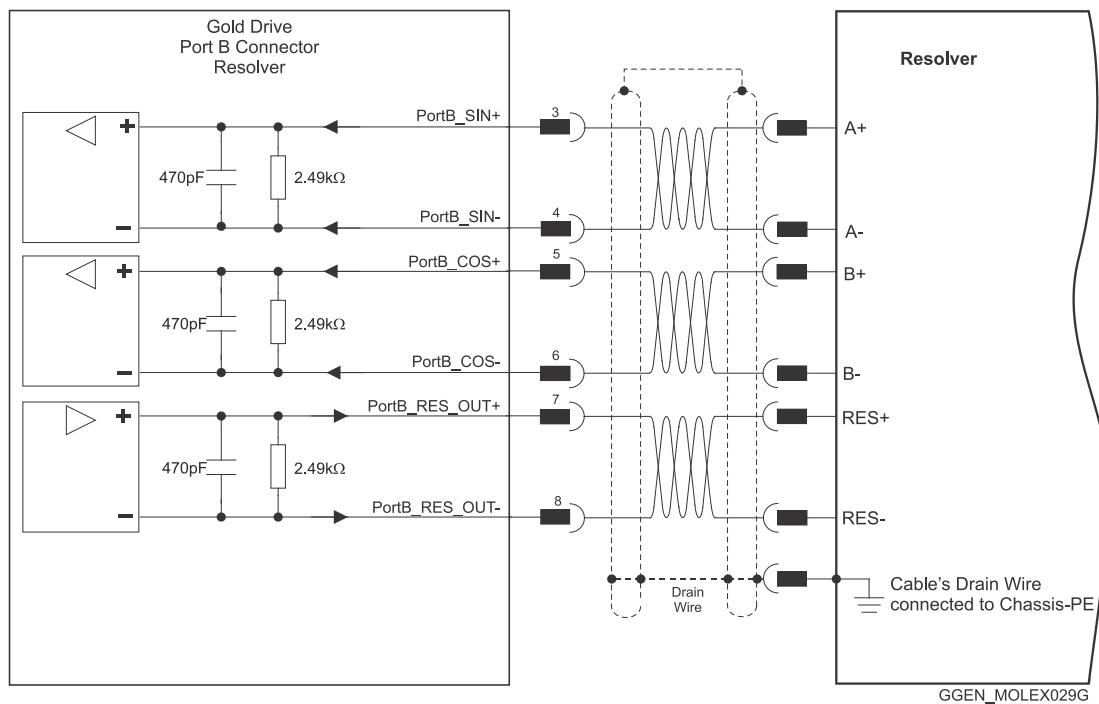 Gold Drive
Port B Connector
Resolver
Resolver
+
PortB_SIN+
3
A+
470pF
2.49kΩ
-
PortB_SIN-
4
A-
+
PortB_COS+
5
B+
470pF
2.49kΩ
-
PortB_COS-
6
B-
+
PortB_RES_OUT+
7
RES+
470pF
2.49kΩ
-
PortB_RES_OUT-
8
RES-
Drain
Wire
Cable's Drain Wire
connected to Chassis-PE
GGEN_MOLEX029G